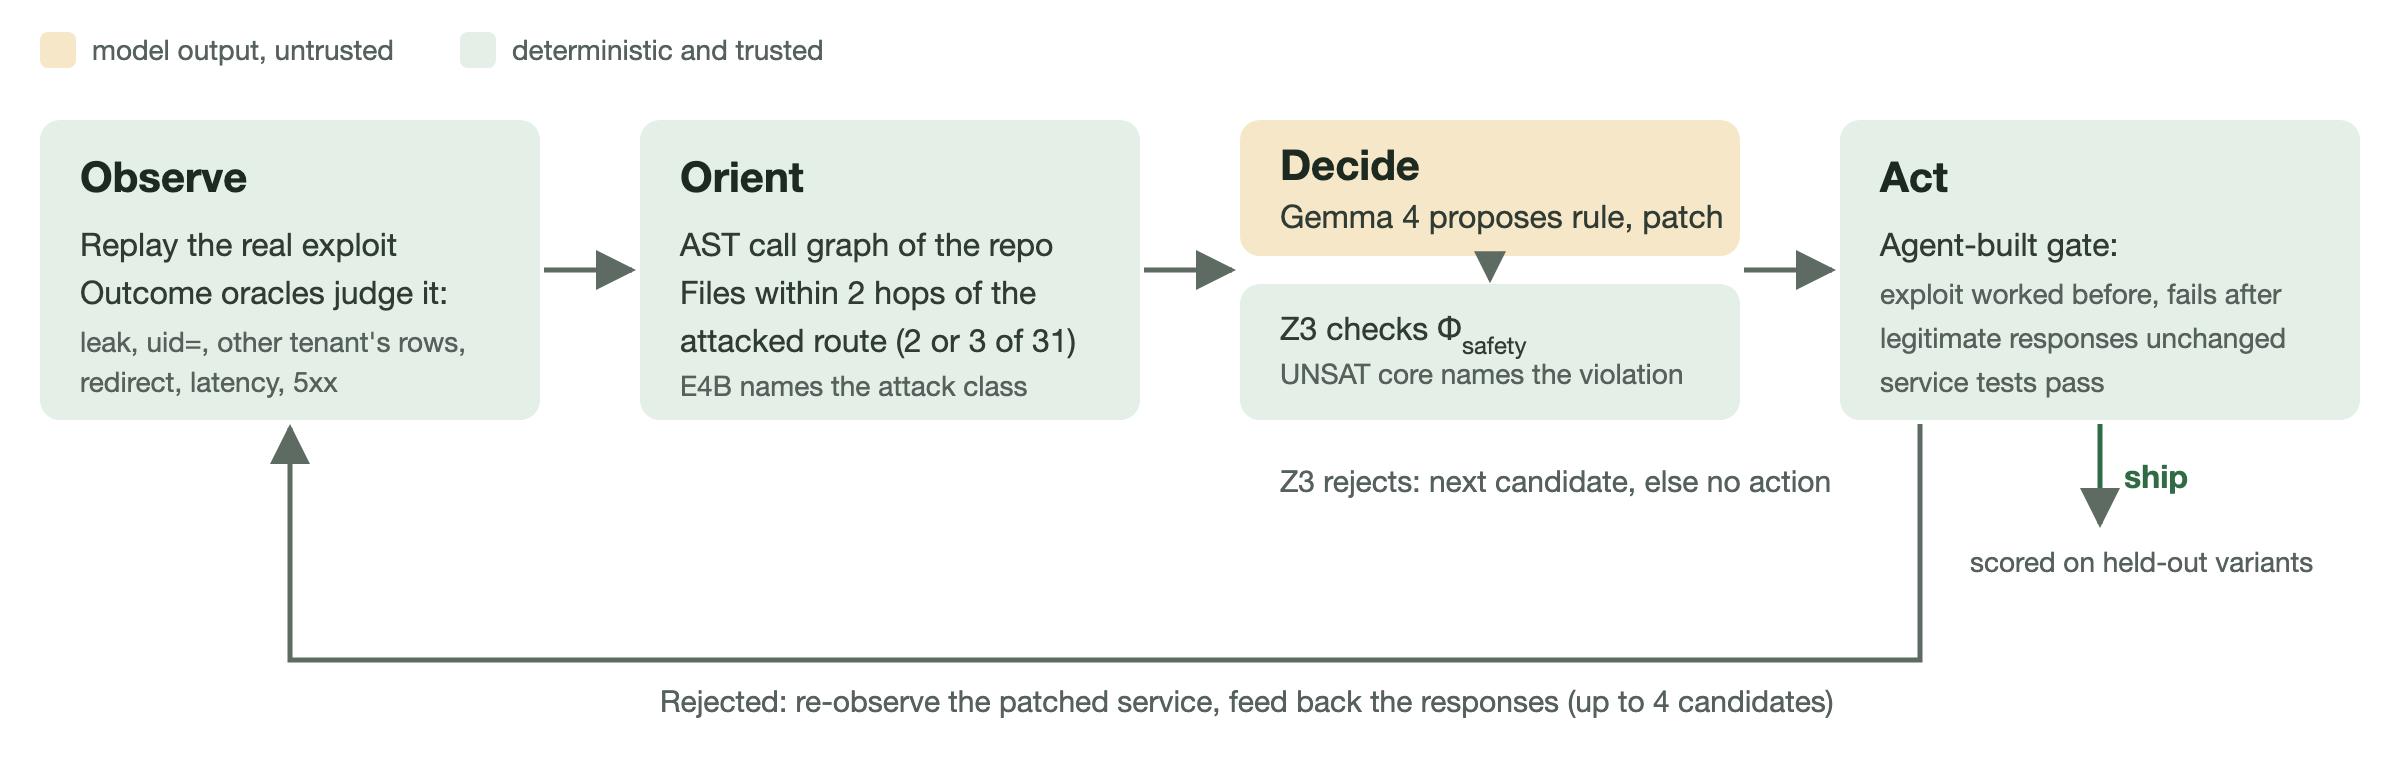 model output, untrusted
deterministic and trusted
Observe
Replay the real exploit
Outcome oracles judge it:
leak, uid=, other tenant's rows,
redirect, latency, 5xx
Orient
AST call graph of the repo
Files within 2 hops of the
attacked route (2 or 3 of 31)
E4B names the attack class
Decide
Gemma 4 proposes rule, patch
Z3 checks Φsafety
UNSAT core names the violation
Z3 rejects: next candidate, else no action
Act
Agent-built gate:
exploit worked before, fails after
legitimate responses unchanged
service tests pass
ship
scored on held-out variants
Rejected: re-observe the patched service, feed back the responses (up to 4 candidates)